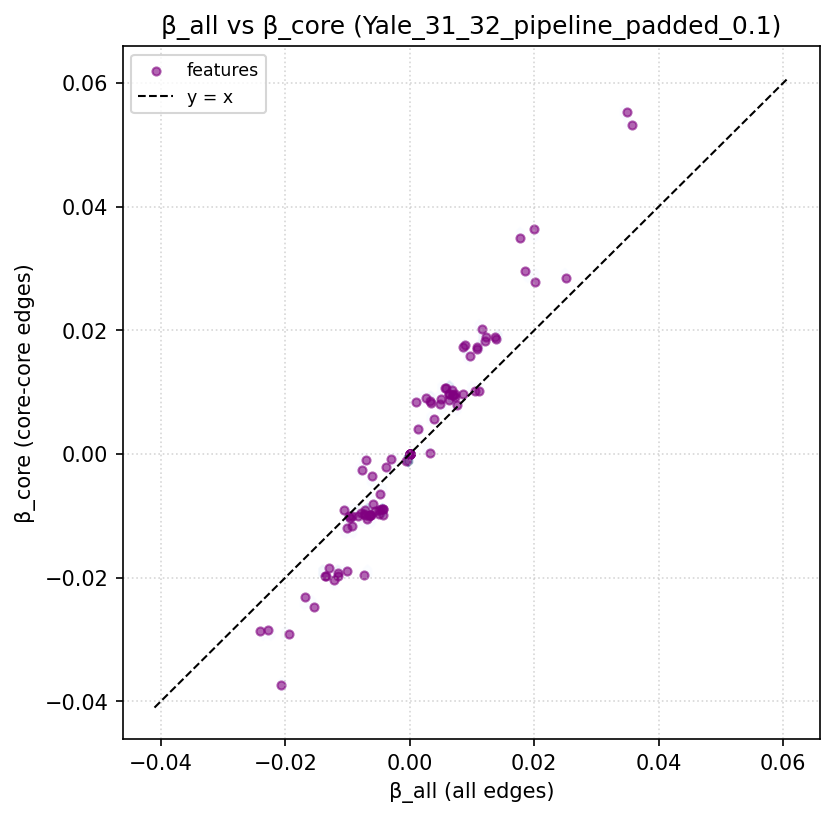 β_all vs β_core (Yale_31_32_pipeline_padded_0.1)
features
y = x
0.06
0.04
0.02
0.00
−0.02
−0.04
β_core (core-core edges)
−0.04
−0.02
0.00
0.02
0.04
0.06
β_all (all edges)